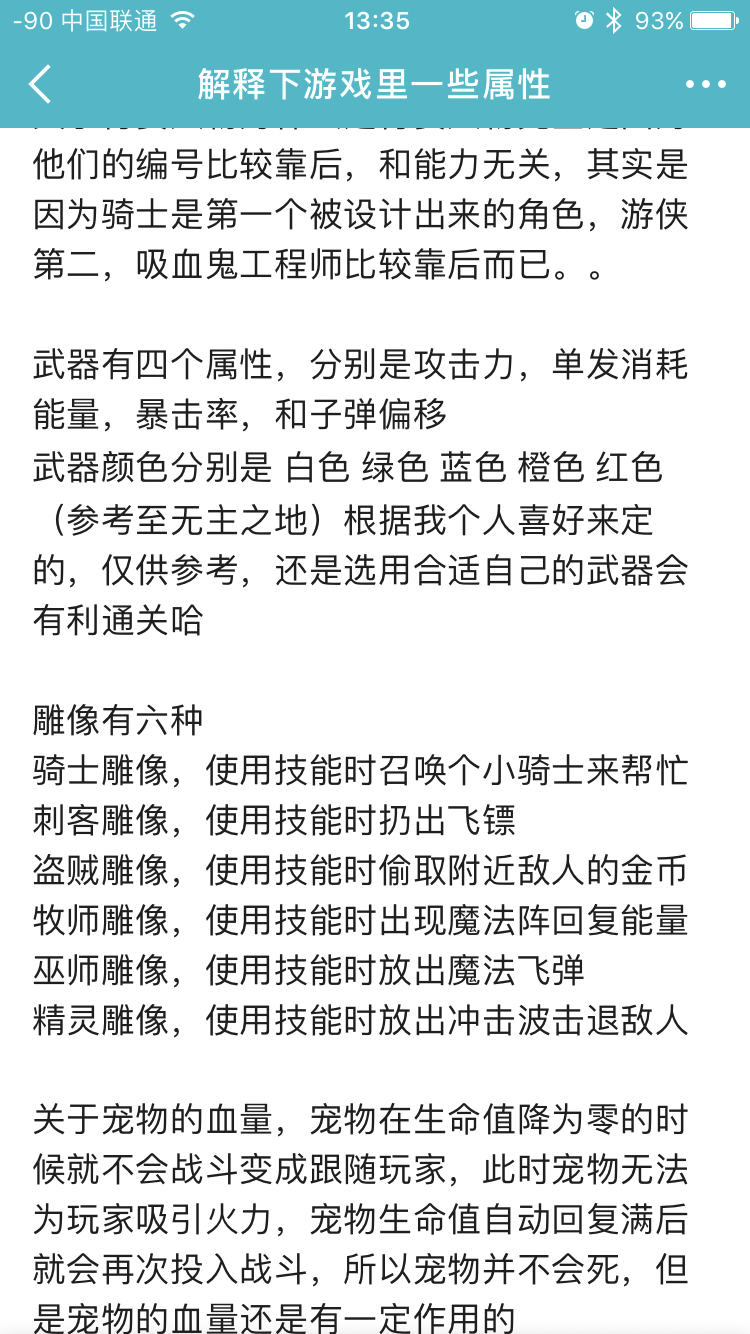 -90 中国联通 13:35 93%
解释下游戏里一些属性
他们的编号比较靠后，和能力无关，其实是
因为骑士是第一个被设计出来的角色，游侠
第二，吸血鬼工程师比较靠后而已。。
武器有四个属性，分别是攻击力，单发消耗
能量，暴击率，和子弹偏移
武器颜色分别是 白色 绿色 蓝色 橙色 红色
（参考至无主之地）根据我个人喜好来定
的，仅供参考，还是选用合适自己的武器会
有利通关哈
雕像有六种
骑士雕像，使用技能时召唤个小骑士来帮忙
刺客雕像，使用技能时扔出飞镖
盗贼雕像，使用技能时偷取附近敌人的金币
牧师雕像，使用技能时出现魔法阵回复能量
巫师雕像，使用技能时放出魔法飞弹
精灵雕像，使用技能时放出冲击波击退敌人
关于宠物的血量，宠物在生命值降为零的时
候就不会战斗变成跟随玩家，此时宠物无法
为玩家吸引火力，宠物生命值自动回复满后
就会再次投入战斗，所以宠物并不会死，但
是宠物的血量还是有一定作用的